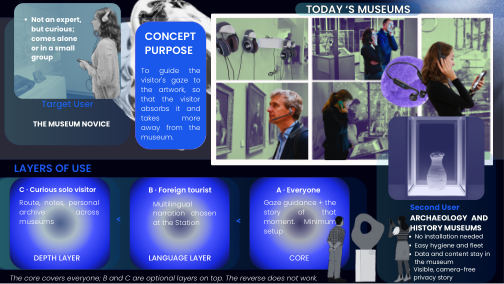 Not an expert,
but curious;
comes alone
or in a small
group
Target User
THE MUSEUM NOVICE
CONCEPT
PURPOSE
To guide the
visitor's gaze to
the artwork, so
that the visitor
absorbs it and
takes more
away from the
museum.
TODAY 'S MUSEUMS
LAYERS OF USE
C · Curious solo visitor
Route, notes, personal
archive across
museums
DEPTH LAYER
<
B · Foreign tourist
Multilingual
narration chosen
at the Station
LANGUAGE LAYER
<
A · Everyone
Gaze guidance + the
story of that
moment. Minimum
setup
CORE
The core covers everyone; B and C are optional layers on top. The reverse does not work.
Second User
ARCHAEOLOGY AND
HISTORY MUSEUMS
No installation needed
Easy hygiene and fleet
Data and content stay in
the museum
Visible, camera-free
privacy story